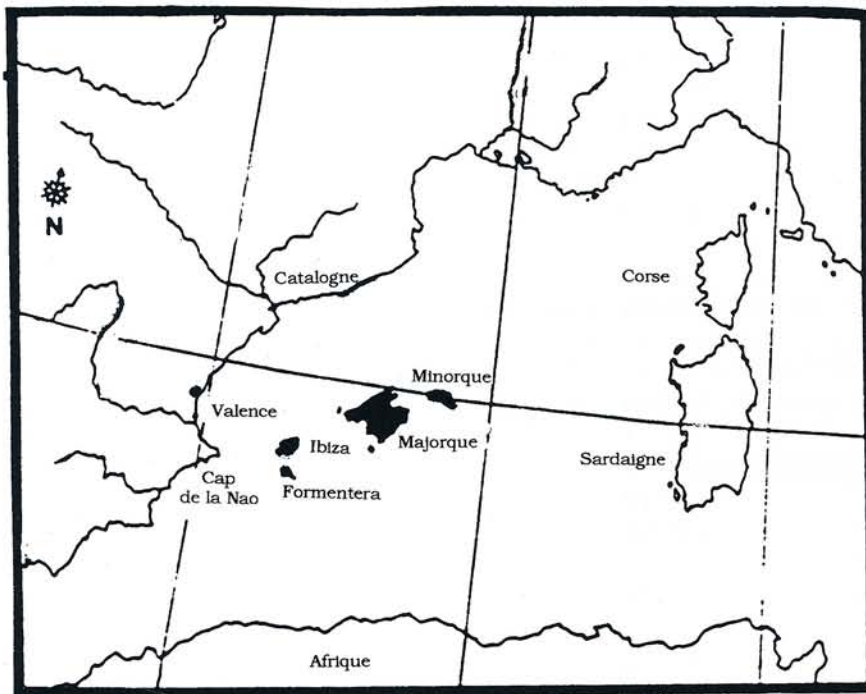 N
Catalogne
Corse
Minorque
Valence
Ibiza
Majorque
Cap
de la Nao
Formentera
Sardaigne
Afrique